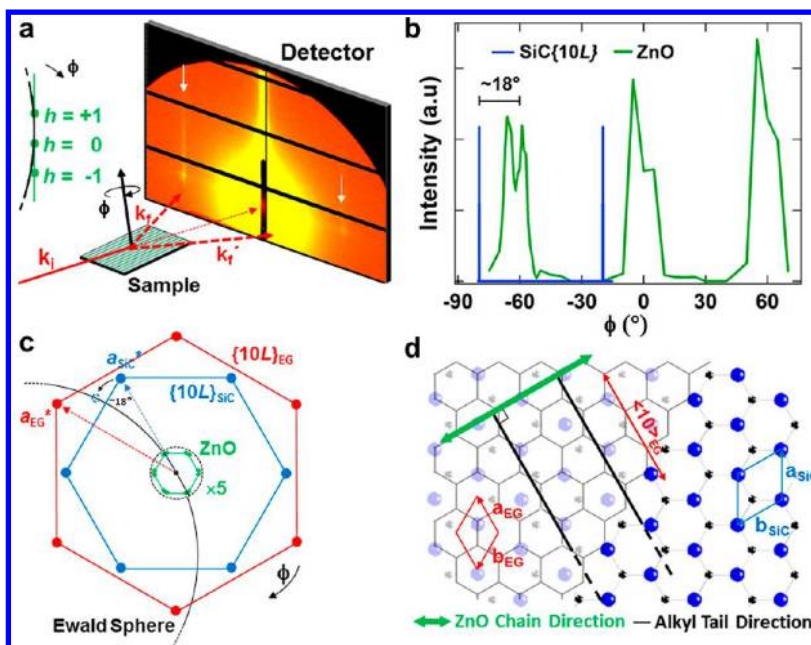 a
Detector
ϕ
h = +1
h = 0
h = -1
ϕ
k_f
k_f'
k_i
Sample
b
SiC{10L}
ZnO
~18°
Intensity (a.u)
-90
-60
-30
0
30
60
ϕ (°)
c
a_SiC*
{10L}_EG
{10L}_SiC
~18°
a_EG*
ZnO
×5
ϕ
Ewald Sphere
d
<10>_EG
a_SiC
b_SiC
a_EG
b_EG
ZnO Chain Direction
Alkyl Tail Direction